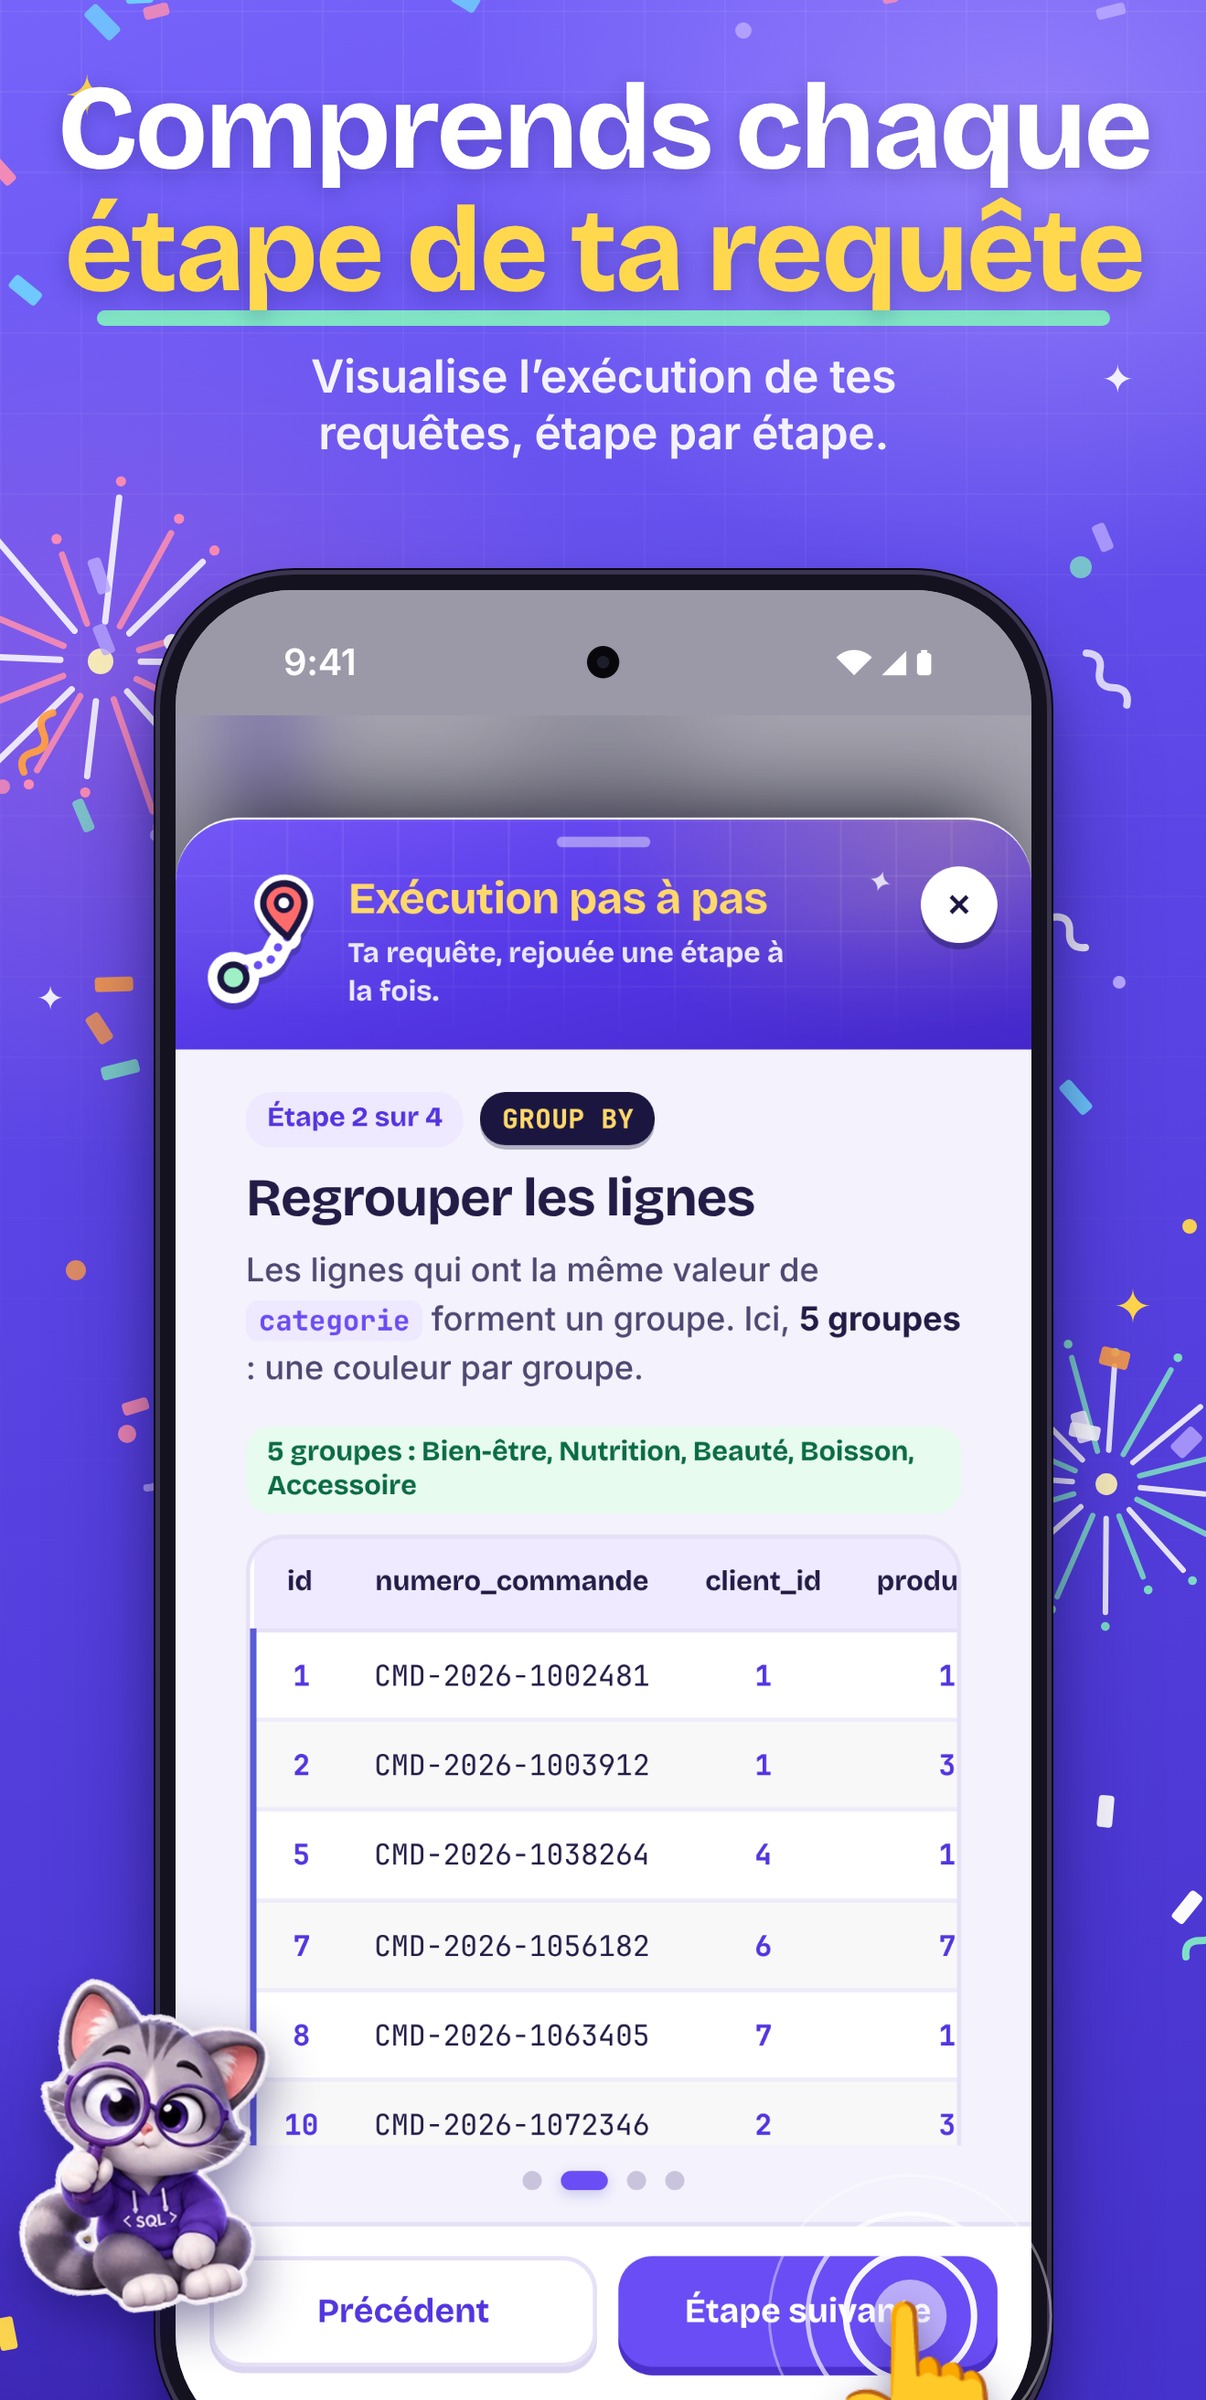 Comprends chaque
étape de ta requête
Visualise l’exécution de tes
requêtes, étape par étape.
9:41
Exécution pas à pas
Ta requête, rejouée une étape à
la fois.
Étape 2 sur 4 GROUP BY
Regrouper les lignes
Les lignes qui ont la même valeur de
categorie forment un groupe. Ici, 5 groupes
: une couleur par groupe.
5 groupes : Bien-être, Nutrition, Beauté, Boisson,
Accessoire
id numero_commande client_id produ
1 CMD-2026-1002481 1 1
2 CMD-2026-1003912 1 3
5 CMD-2026-1038264 4 1
7 CMD-2026-1056182 6 7
8 CMD-2026-1063405 7 1
10 CMD-2026-1072346 2 3
< SQL >
Précédent Étape suivante